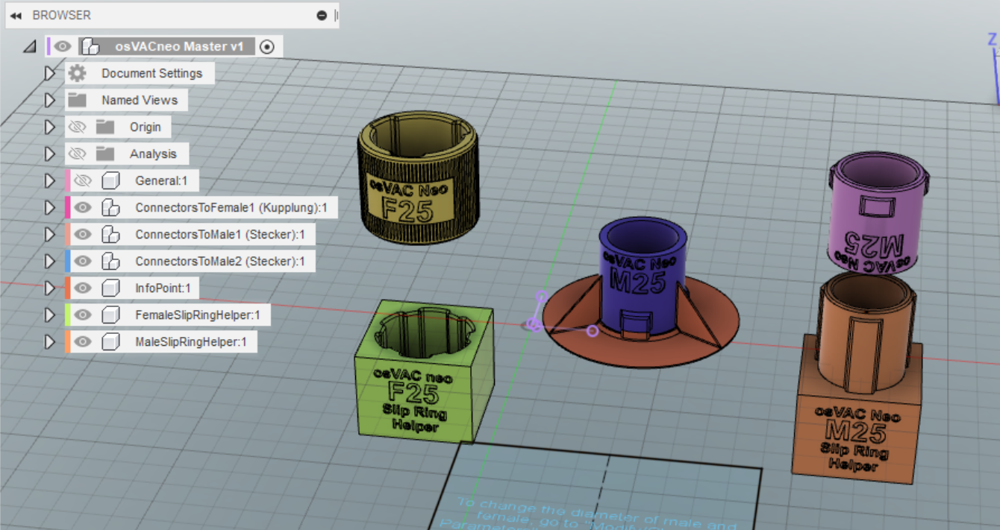 BROWSER
osVACneo Master v1
Document Settings
Named Views
Origin
Analysis
General:1
ConnectorsToFemale1 (Kupplung):1
ConnectorsToMale1 (Stecker):1
ConnectorsToMale2 (Stecker):1
InfoPoint:1
FemaleSlipRingHelper:1
MaleSlipRingHelper:1
Z
osVAC Neo
F25
osVAC Neo
M25
M25
osVAC Neo
osVAC neo
F25
Slip Ring
Helper
osVAC Neo
M25
Slip Ring
Helper
To change the diameter of male and
female, go to "Modify/